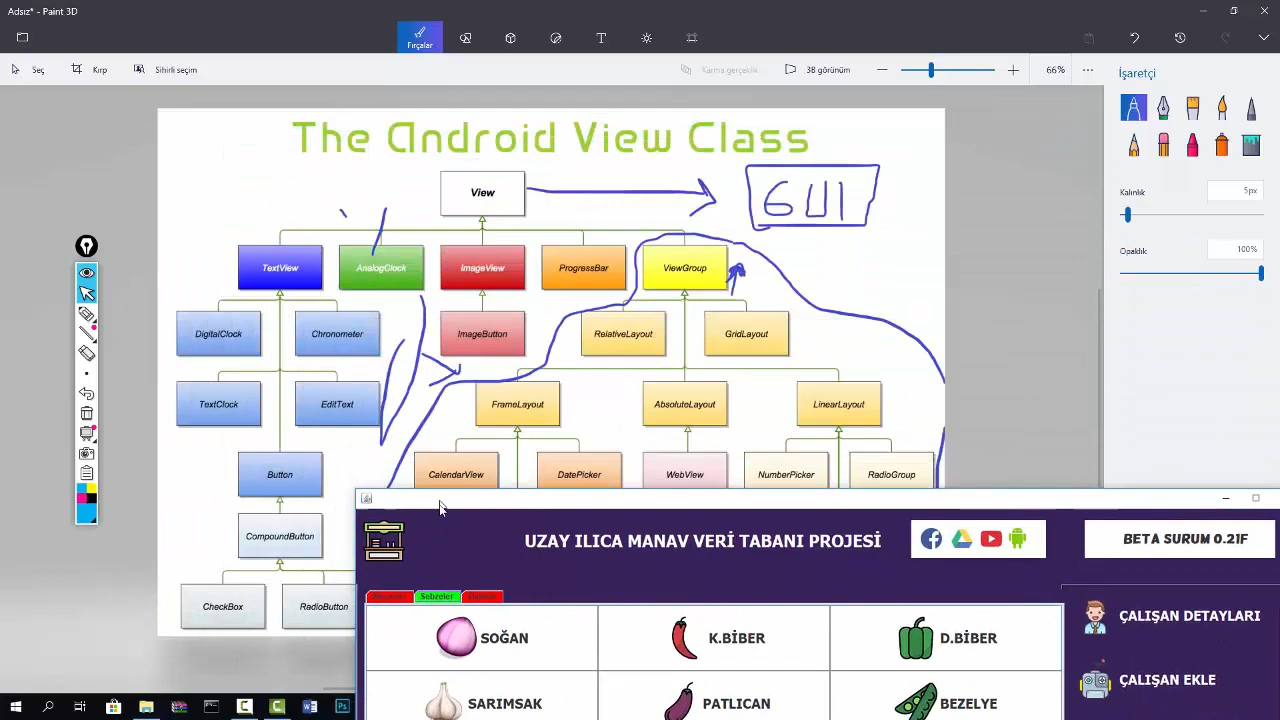 Adsız* - Paint 3D
Fırçalar
Seç
Kırp
Sihirli seçim
Karma gerçeklik
3B görünüm
66%
İşaretçi
Kalınlık
5px
Opaklık
100%
The Android View Class
View
GUI
TextView
AnalogClock
ImageView
ProgressBar
ViewGroup
DigitalClock
Chronometer
ImageButton
RelativeLayout
GridLayout
TextClock
EditText
FrameLayout
AbsoluteLayout
LinearLayout
Button
CalendarView
DatePicker
WebView
NumberPicker
RadioGroup
CompoundButton
CheckBox
RadioButton
UZAY ILICA MANAV VERİ TABANI PROJESİ
BETA SURUM 0.21F
Sebzeler
SOĞAN
K.BİBER
D.BİBER
SARIMSAK
PATLICAN
BEZELYE
ÇALIŞAN DETAYLARI
ÇALIŞAN EKLE